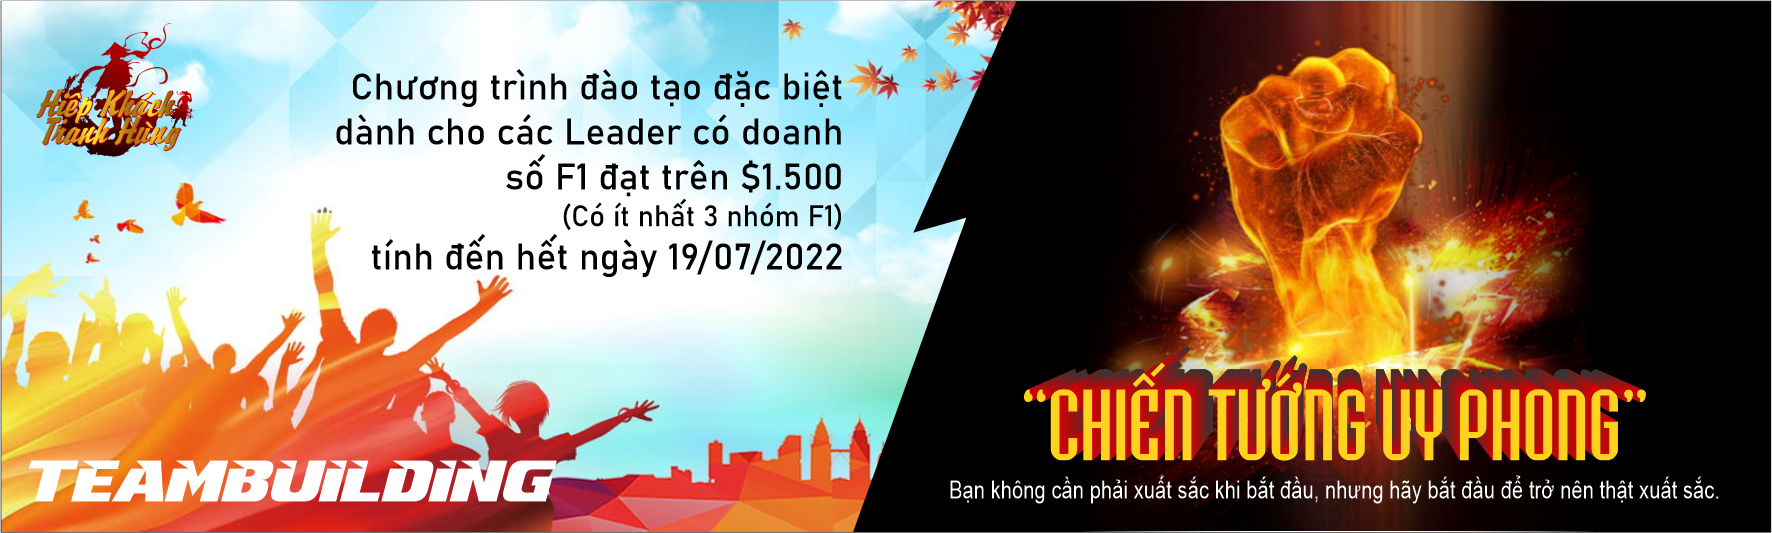 Hiệp Khách
Tranh Hùng
Chương trình đào tạo đặc biệt
dành cho các Leader có doanh
số F1 đạt trên $1.500
(Có ít nhất 3 nhóm F1)
tính đến hết ngày 19/07/2022
TEAMBUILDING
“CHIẾN TƯỚNG UY PHONG”
Bạn không cần phải xuất sắc khi bắt đầu, nhưng hãy bắt đầu để trở nên thật xuất sắc.